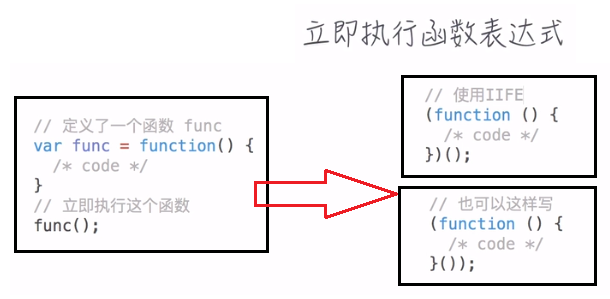 立即执行函数表达式
// 定义了一个函数 func
var func = function() {
/* code */
}
// 立即执行这个函数
func();
// 使用IIFE
(function () {
/* code */
})();
// 也可以这样写
(function () {
/* code */
}());